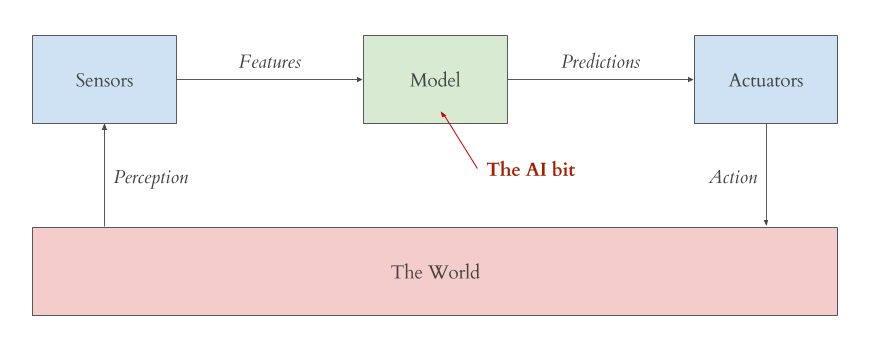 Features
Predictions
Sensors
Model
Actuators
The AI bit
Perception
Action
The World